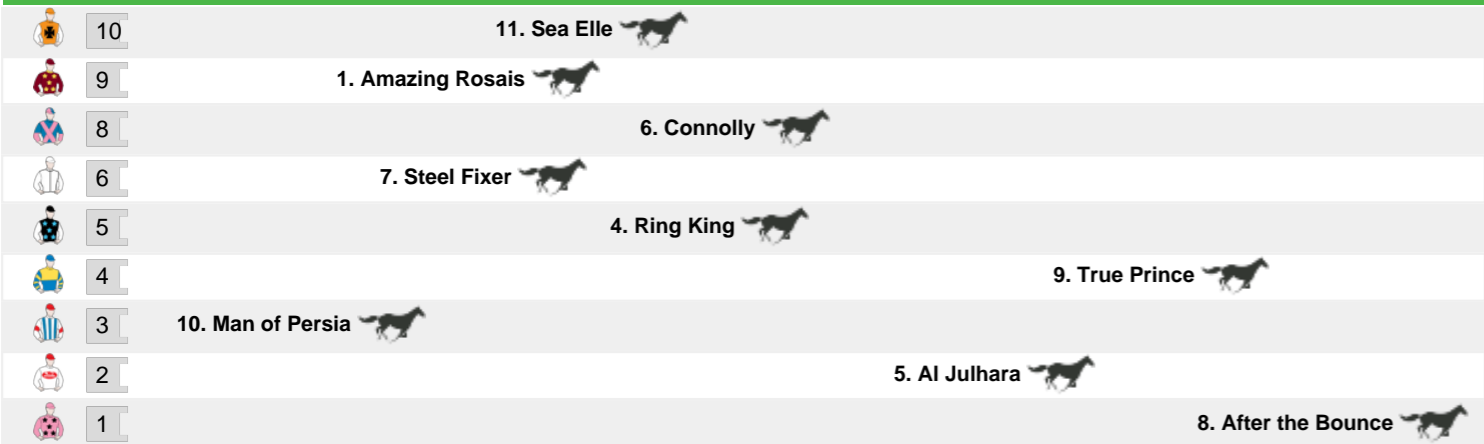 10 11. Sea Elle
9 1. Amazing Rosais
8 6. Connolly
6 7. Steel Fixer
5 4. Ring King
4 9. True Prince
3 10. Man of Persia
2 5. Al Julhara
1 8. After the Bounce